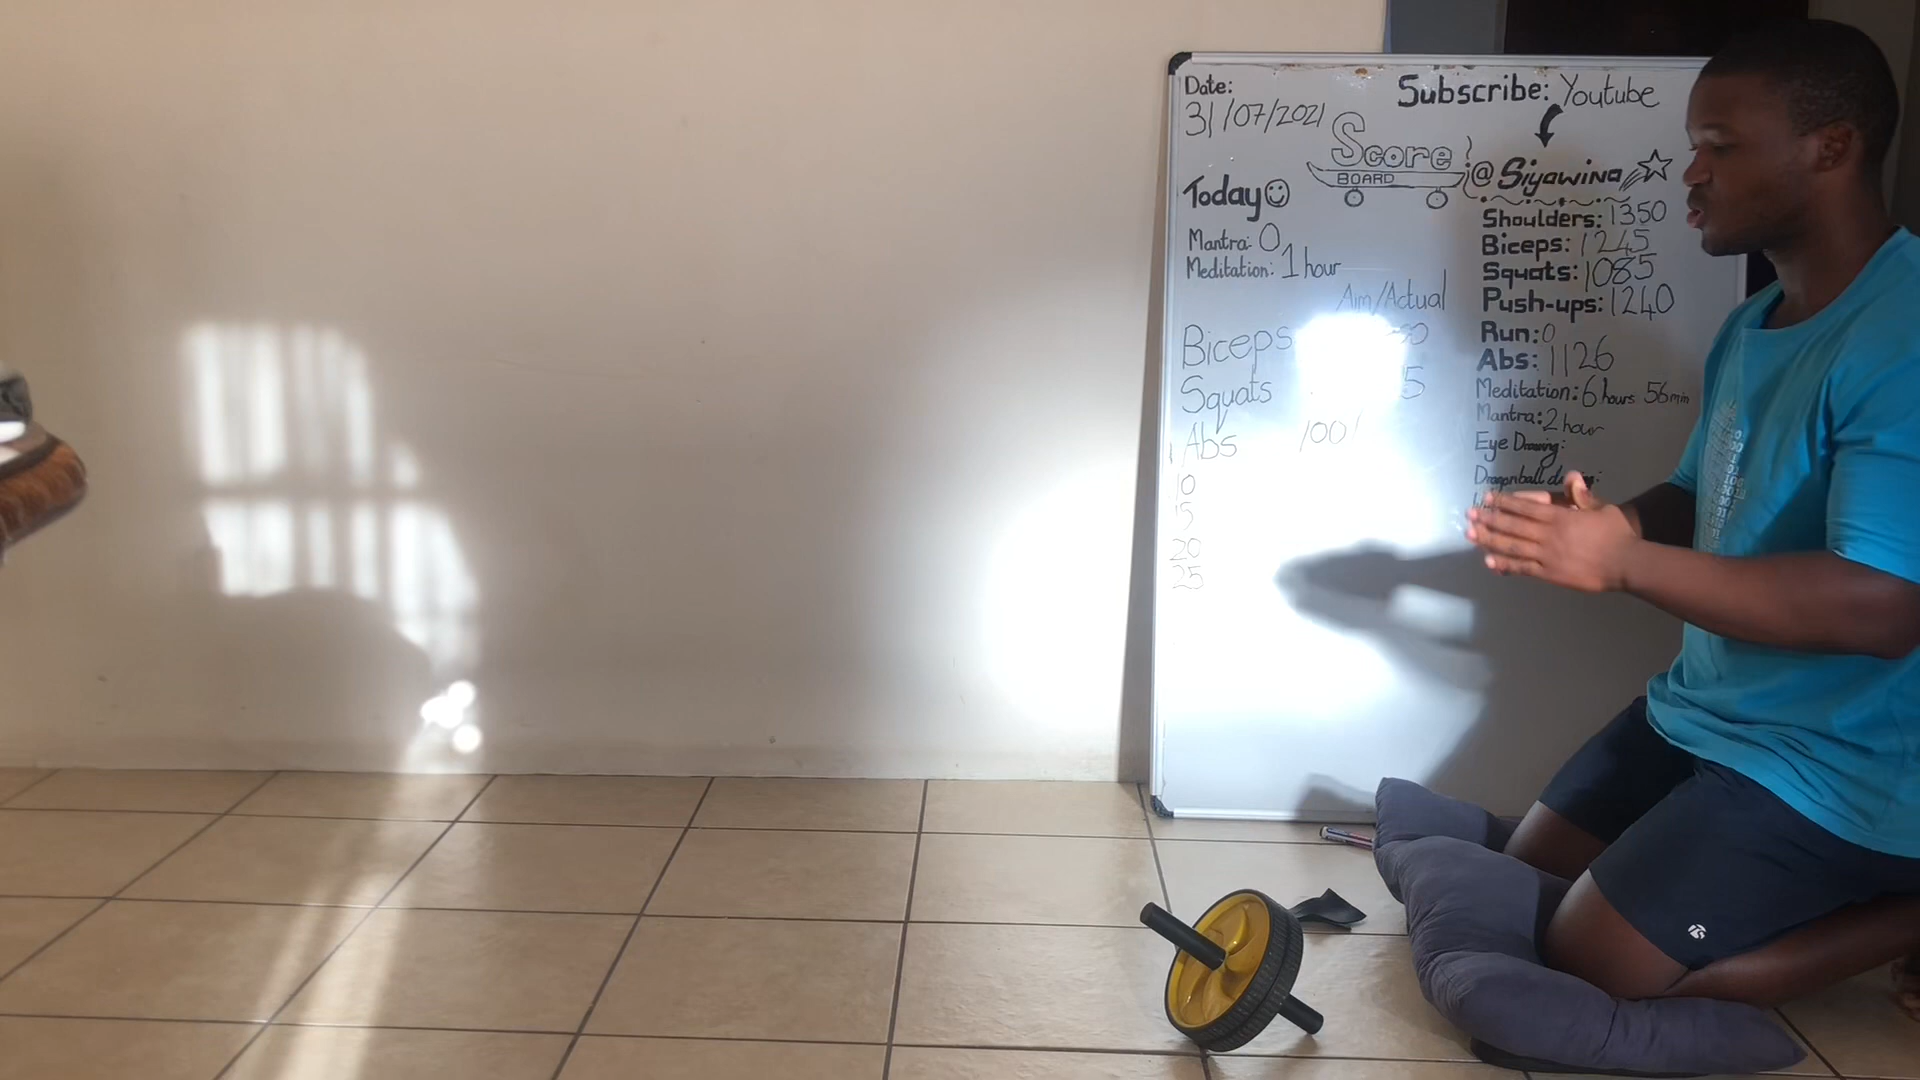 Date:
31/07/2021
Subscribe: Youtube
Score
BOARD
@Siyawina
Today
Mantra: 0
Meditation: 1 hour
Aim/Actual
Biceps
Squats
Abs 100
10
15
20
25
Shoulders: 1350
Biceps: 1245
Squats: 1085
Push-ups: 1240
Run: 0
Abs: 1126
Meditation: 6 hours 56min
Mantra: 2 hour
Eye Drawing:
Dragonball